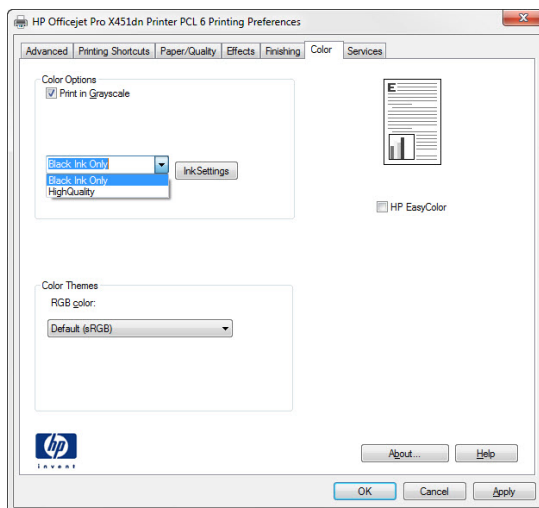 HP Officejet Pro X451dn Printer PCL 6 Printing Preferences
Advanced Printing Shortcuts Paper/Quality Effects Finishing Color Services
Color Options
Print in Grayscale
E
Black Ink Only
InkSettings
Black Ink Only
HighQuality
HP EasyColor
Color Themes
RGB color:
Default (sRGB)
hp
invent
About... Help
OK Cancel Apply